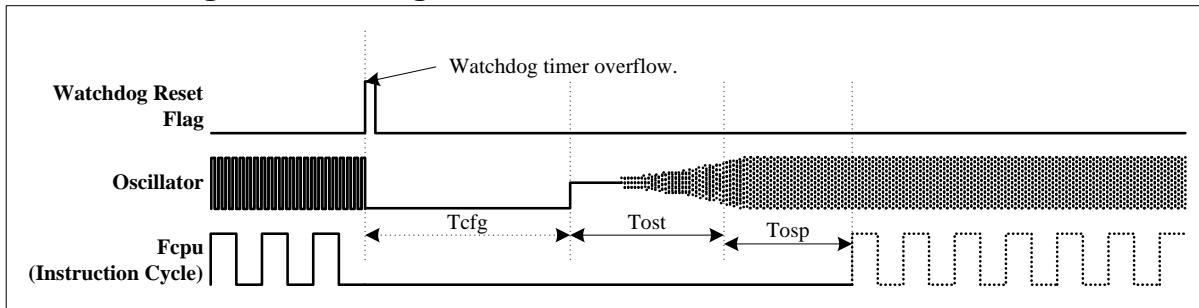 Watchdog timer overflow.
Watchdog Reset
Flag
Oscillator
Tcfg
Tost
Tosp
Fcpu
(Instruction Cycle)